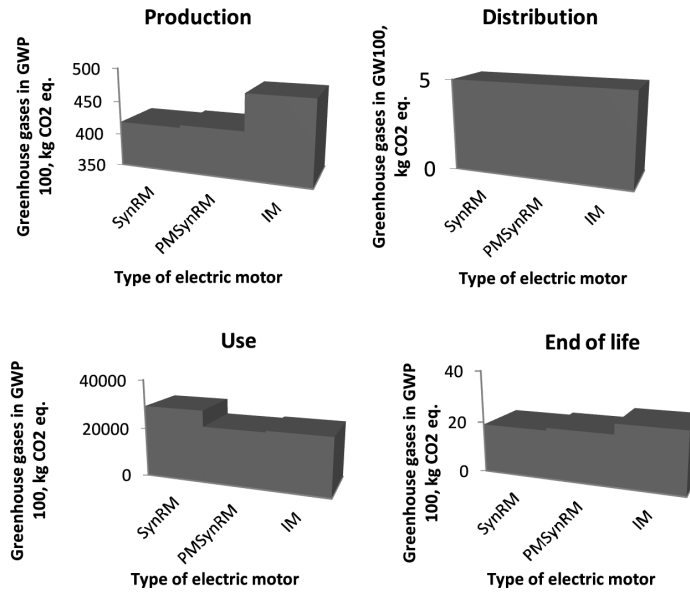 Production
Greenhouse gases in GWP
100, kg CO2 eq.
500
450
400
350
SynRM
PMSynRM
IM
Type of electric motor
Distribution
Greenhouse gases in GW100,
kg CO2 eq.
5
0
SynRM
PMSynRM
IM
Type of electric motor
Use
Greenhouse gases in GWP
100, kg CO2 eq.
40000
20000
0
SynRM
PMSynRM
IM
Type of electric motor
End of life
Greenhouse gases in GWP
100, kg CO2 eq.
40
20
0
SynRM
PMSynRM
IM
Type of electric motor